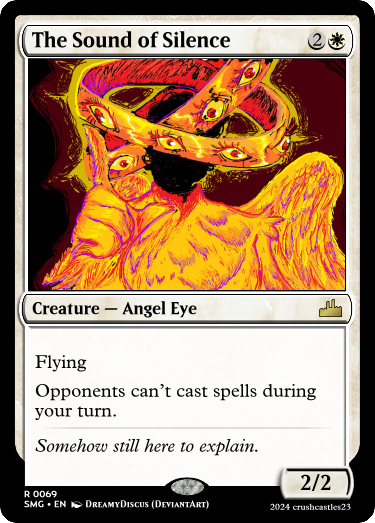 The Sound of Silence 2
Creature — Angel Eye
Flying
Opponents can't cast spells during
your turn.
Somehow still here to explain.
2/2
R 0069
SMG • EN DreamyDiscus (DeviantArt)
2024 crushcastles23